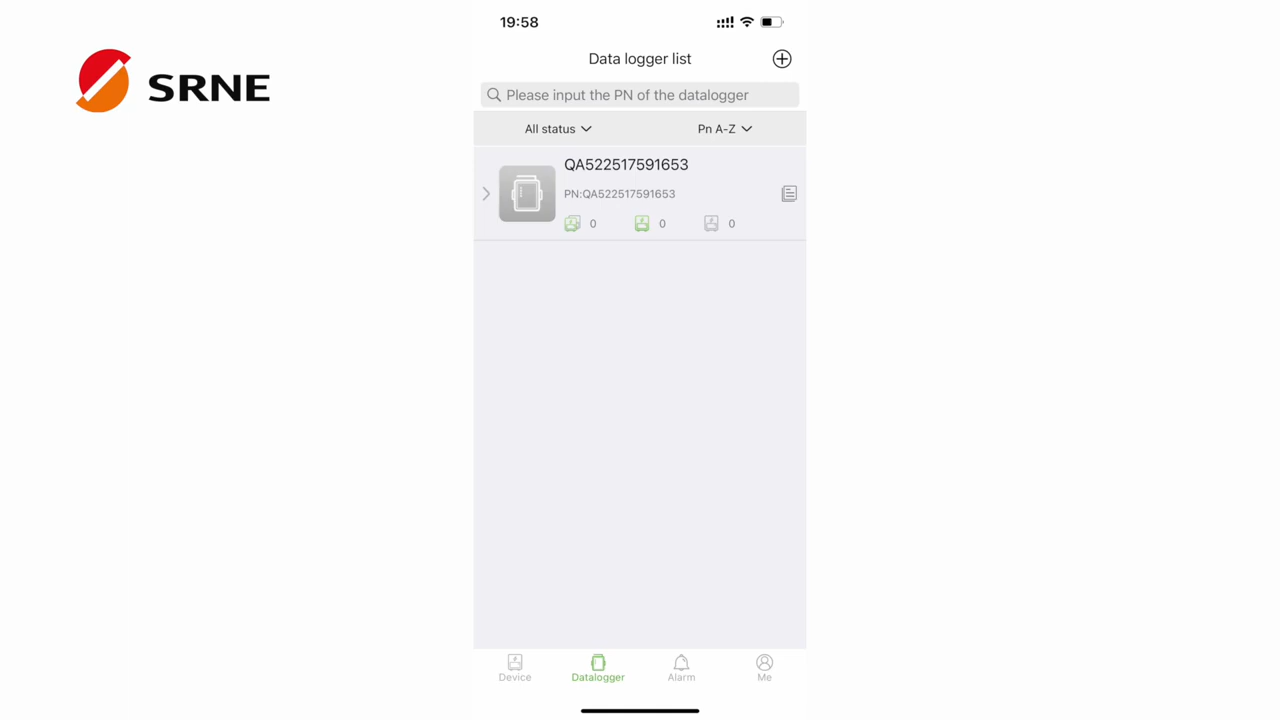 19:58
SRNE
Data logger list
Please input the PN of the datalogger
All status
Pn A-Z
QA522517591653
PN:QA522517591653
0 0 0
Device Datalogger Alarm Me